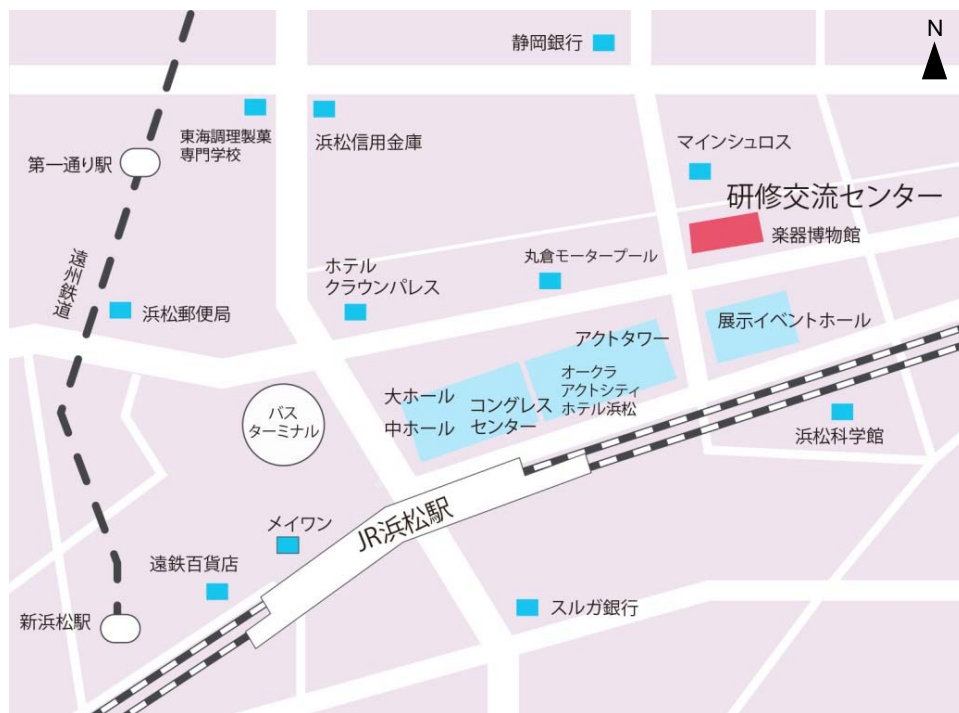 N
静岡銀行
東海調理製菓
専門学校
浜松信用金庫
マインシュロス
第一通り駅
研修交流センター
楽器博物館
遠州鉄道
ホテル
クラウンパレス
丸倉モータープール
浜松郵便局
展示イベントホール
アクトタワー
オークラ
アクトシティ
ホテル浜松
大ホール
中ホール
コングレス
センター
バス
ターミナル
浜松科学館
JR浜松駅
メイワン
遠鉄百貨店
新浜松駅
スルガ銀行